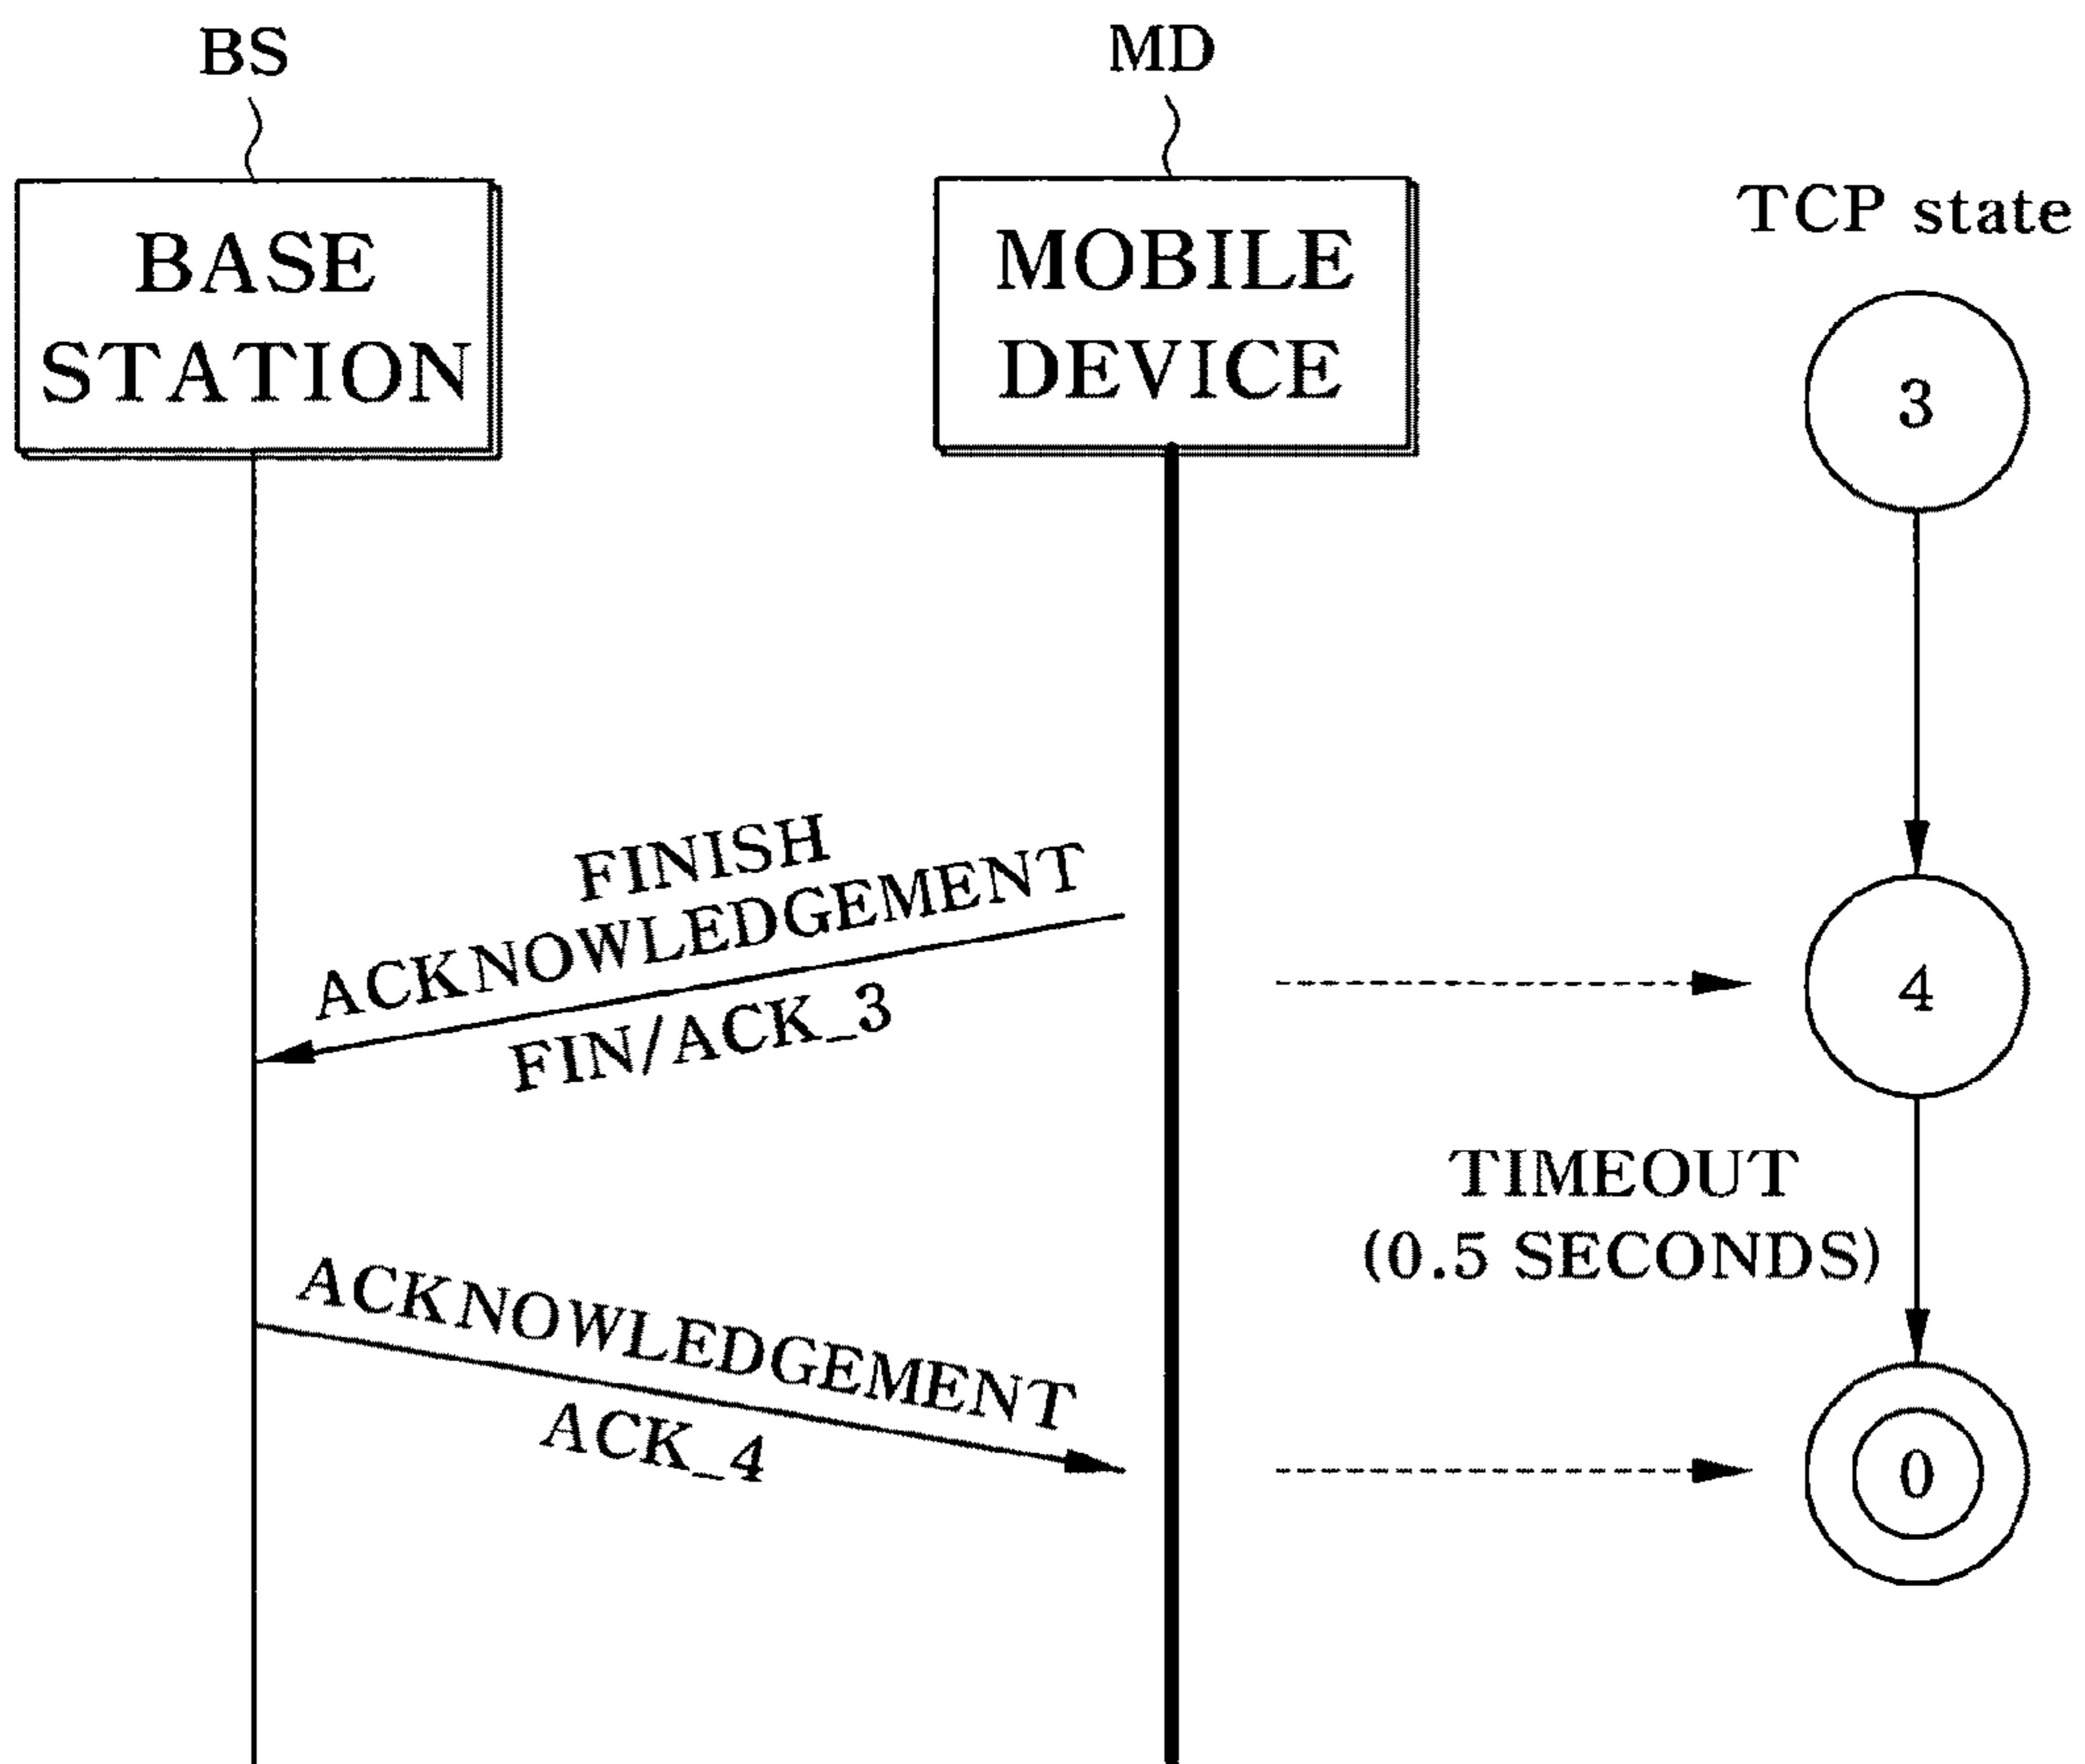 BS
MD
BASE
STATION
MOBILE
DEVICE
TCP state
3
FINISH
ACKNOWLEDGEMENT
FIN/ACK_3
4
TIMEOUT
(0.5 SECONDS)
ACKNOWLEDGEMENT
ACK_4
0